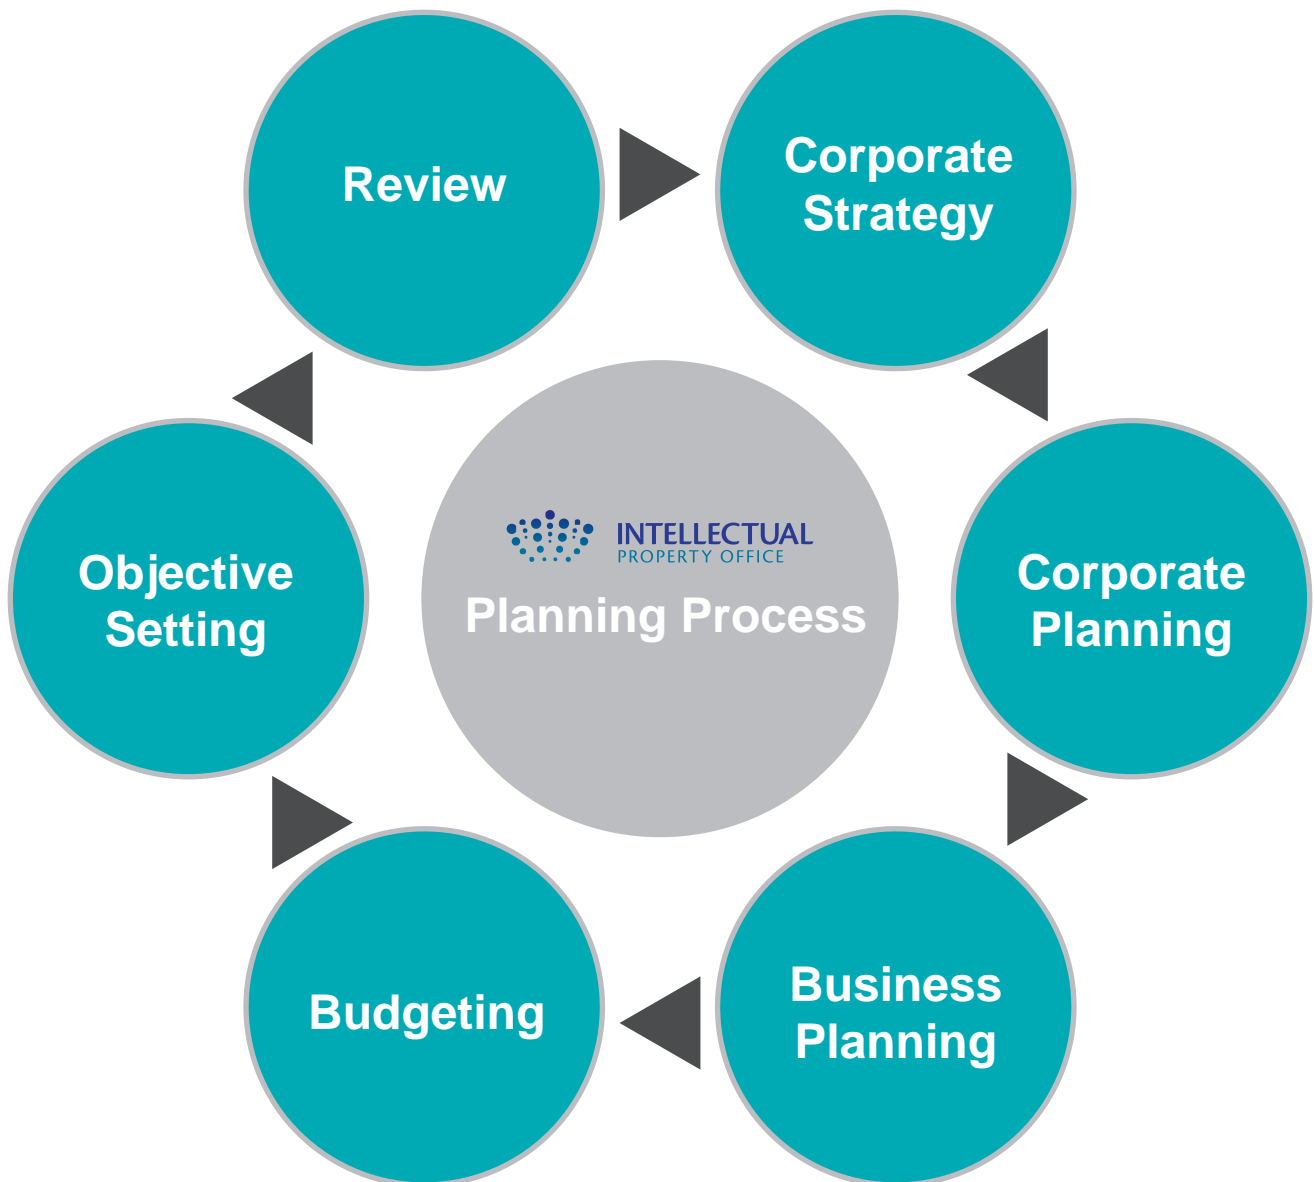 Review
Corporate
Strategy
Objective
Setting
INTELLECTUAL
PROPERTY OFFICE
Planning Process
Corporate
Planning
Budgeting
Business
Planning